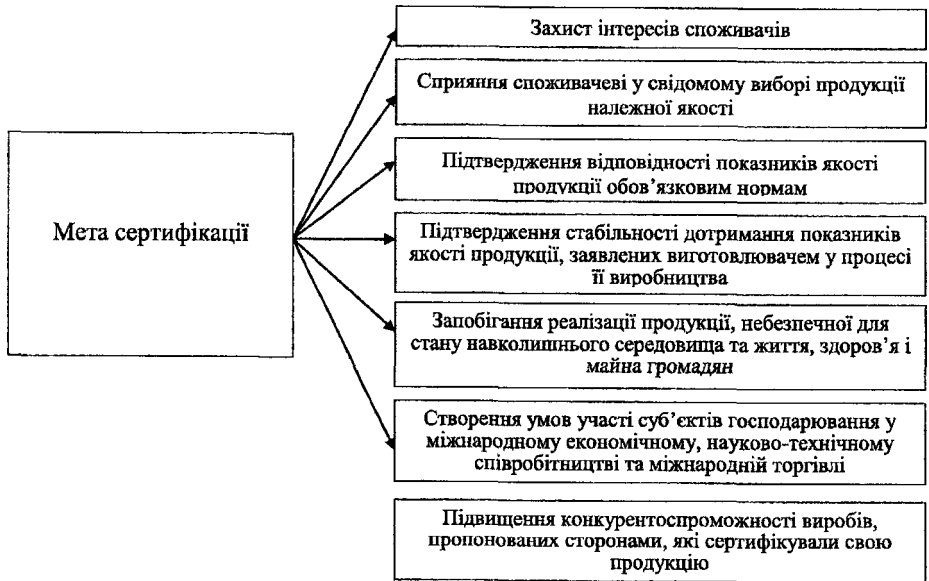 Захист інтересів споживачів
Сприяння споживачеві у свідомому виборі продукції
належної якості
Підтвердження відповідності показників якості
продукції обов’язковим нормам
Мета сертифікації
Підтвердження стабільності дотримання показників
якості продукції, заявлених виготовлювачем у процесі
її виробництва
Запобігання реалізації продукції, небезпечної для
стану навколишнього середовища та життя, здоров’я і
майна громадян
Створення умов участі суб’єктів господарювання у
міжнародному економічному, науково-технічному
співробітництві та міжнародній торгівлі
Підвищення конкурентоспроможності виробів,
пропонованих сторонами, які сертифікували свою
продукцію